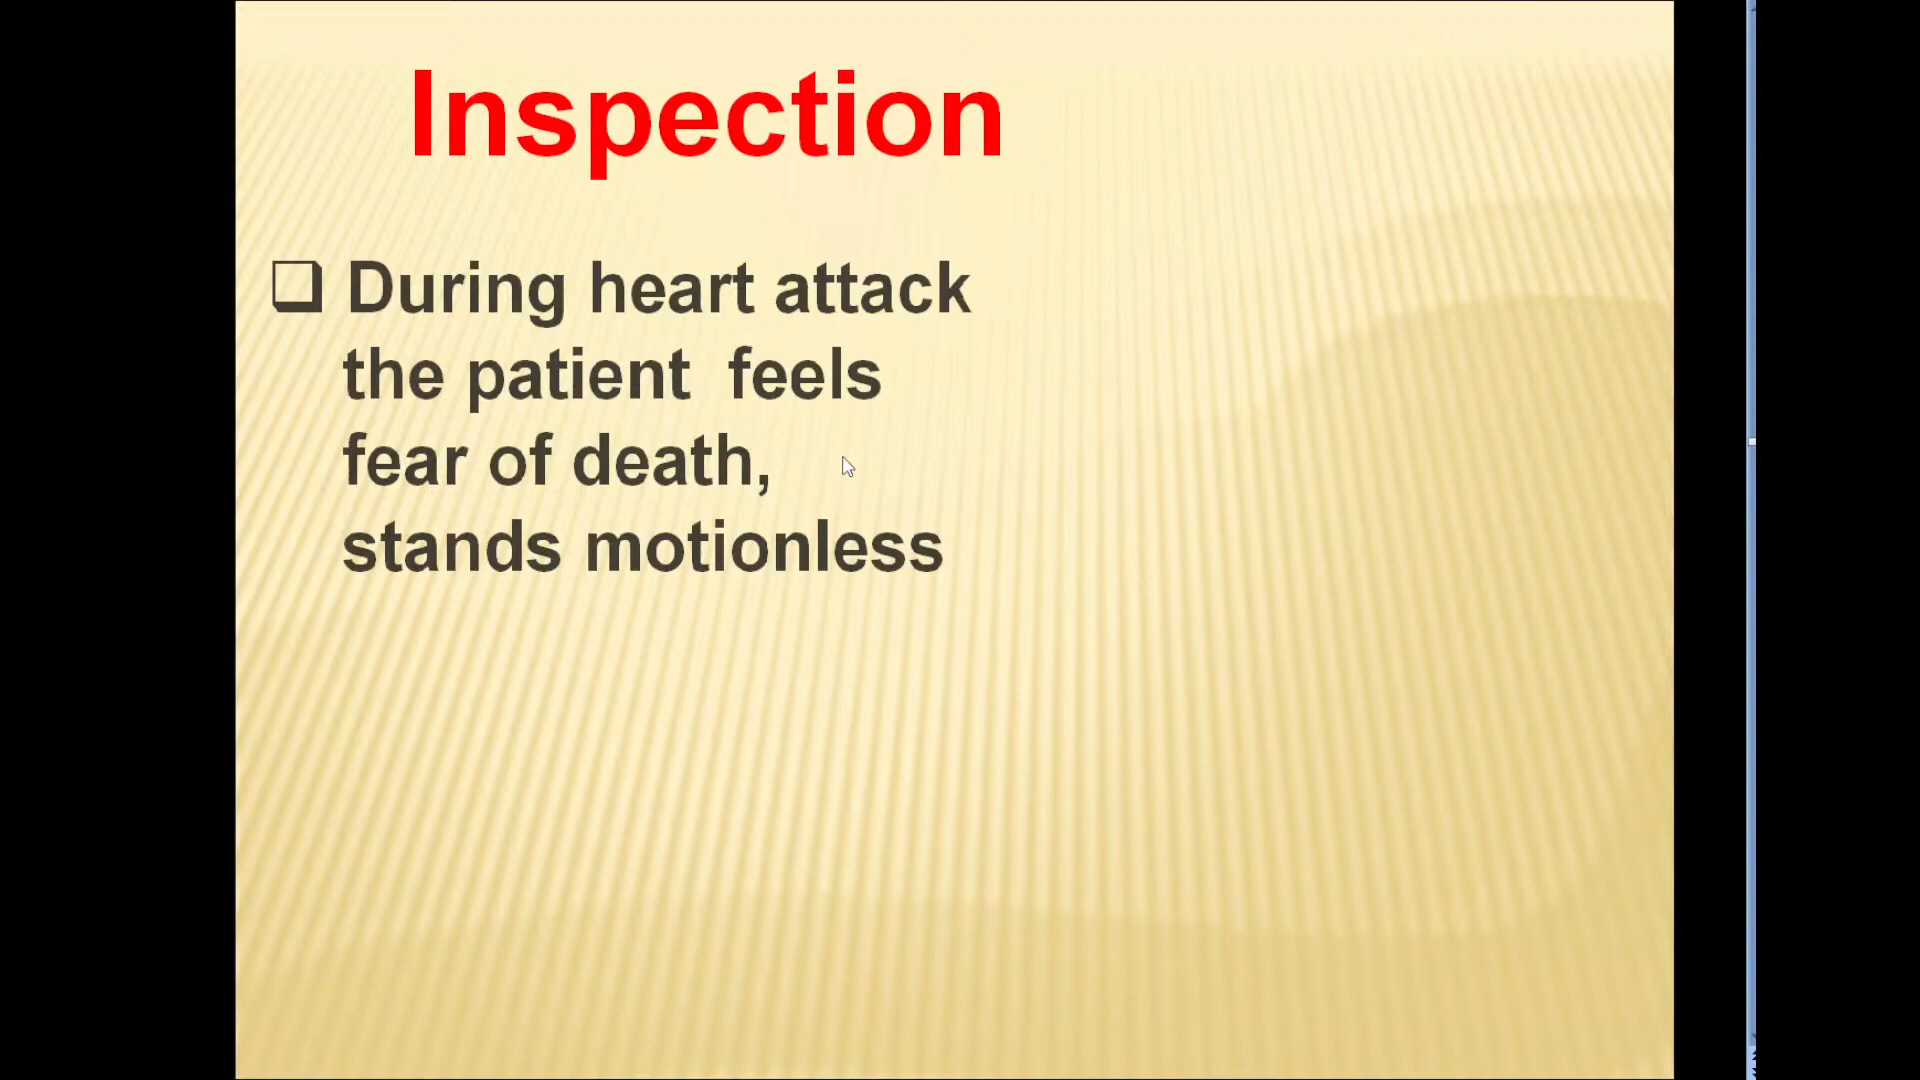 Inspection
❑ During heart attack
the patient  feels
fear of death,
stands motionless